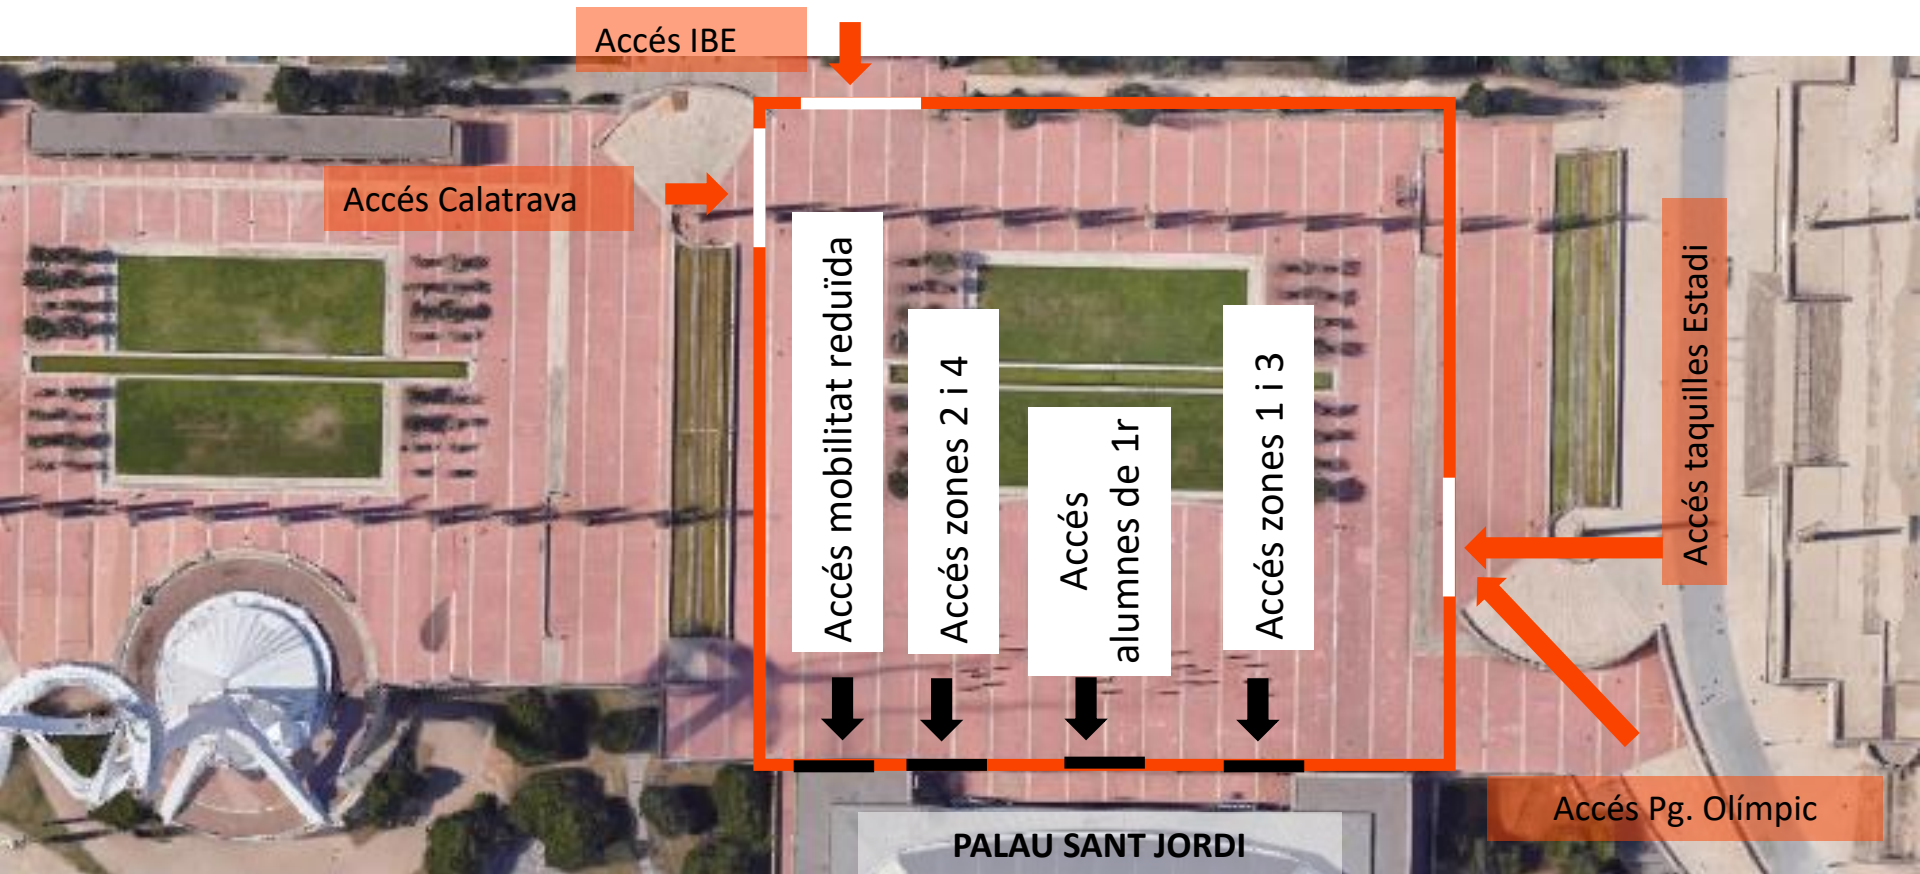 Accés IBE
Accés Calatrava
Accés mobilitat reduïda
Accés zones 2 i 4
Accés
alumnes de 1r
Accés zones 1 i 3
Accés taquilles Estadi
Accés Pg. Olímpic
PALAU SANT JORDI